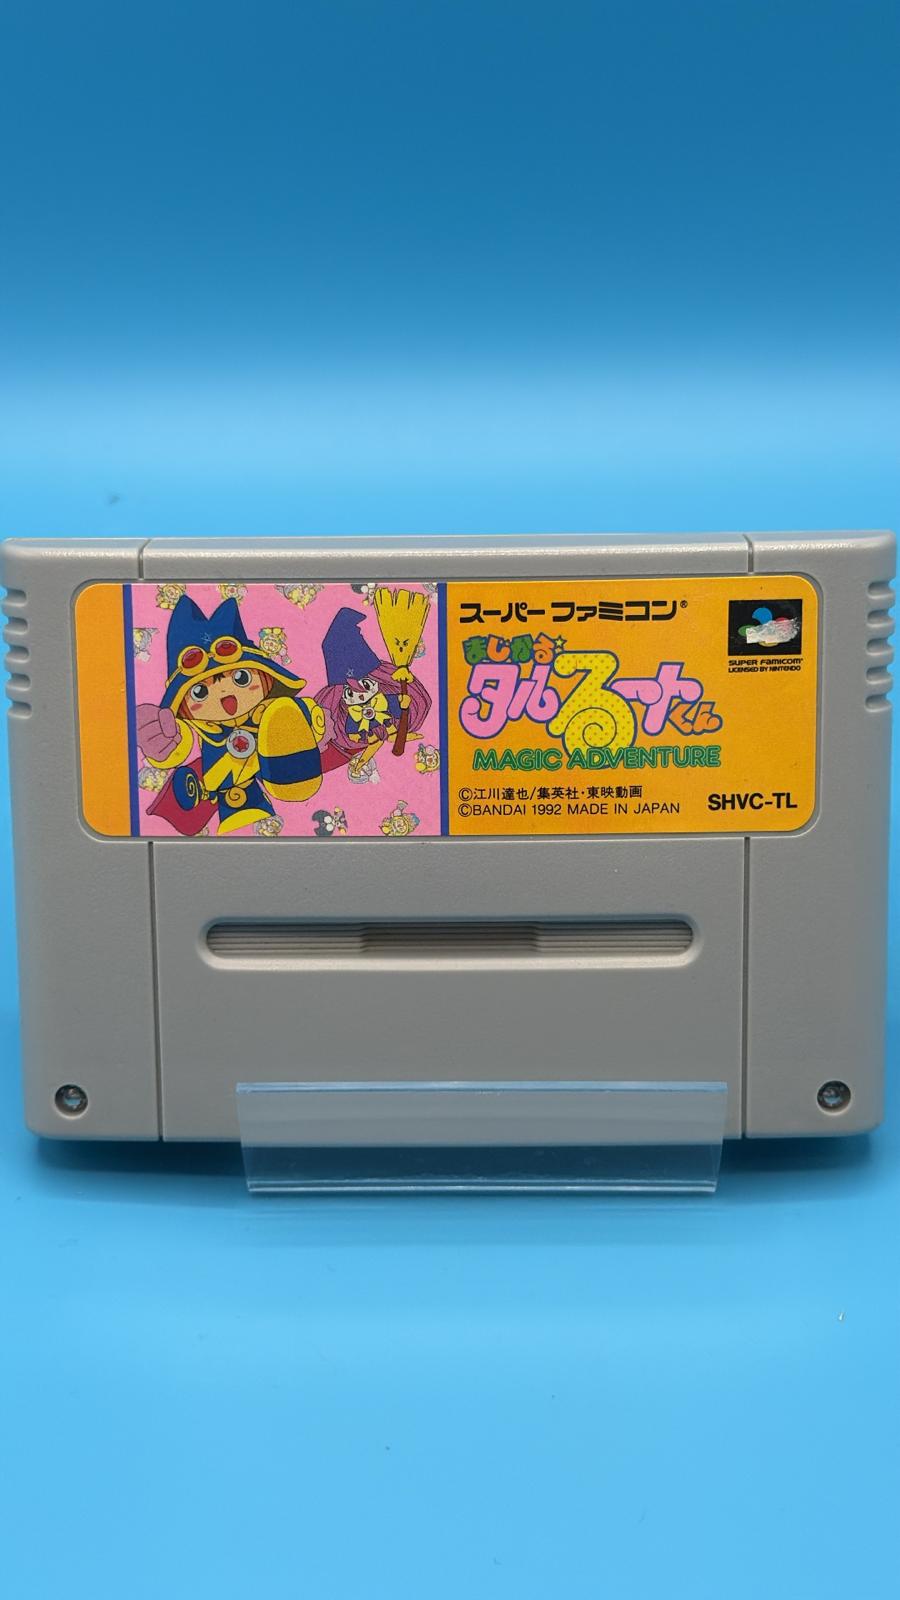 スーパーファミコン®
まじかる☆
タルるートくん
MAGIC ADVENTURE
©江川達也/集英社・東映動画
©BANDAI 1992 MADE IN JAPAN
SHVC-TL
SUPER FAMICOM®
LICENSED BY NINTENDO